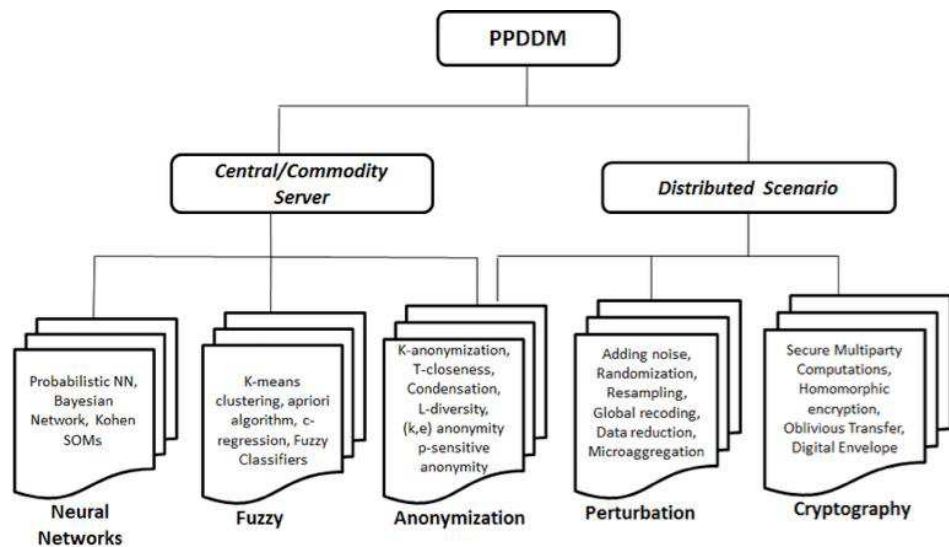 PPDDM
Central/Commodity
Server
Distributed Scenario
Probabilistic NN,
Bayesian
Network, Kohen
SOMs
Neural
Networks
K-means
clustering, apriori
algorithm, c-
regression, Fuzzy
Classifiers
Fuzzy
K-anonymization,
T-closeness,
Condensation,
L-diversity,
(k,e) anonymity
p-sensitive
anonymity
Anonymization
Adding noise,
Randomization,
Resampling,
Global recoding,
Data reduction,
Microaggregation
Perturbation
Secure Multiparty
Computations,
Homomorphic
encryption,
Oblivious Transfer,
Digital Envelope
Cryptography